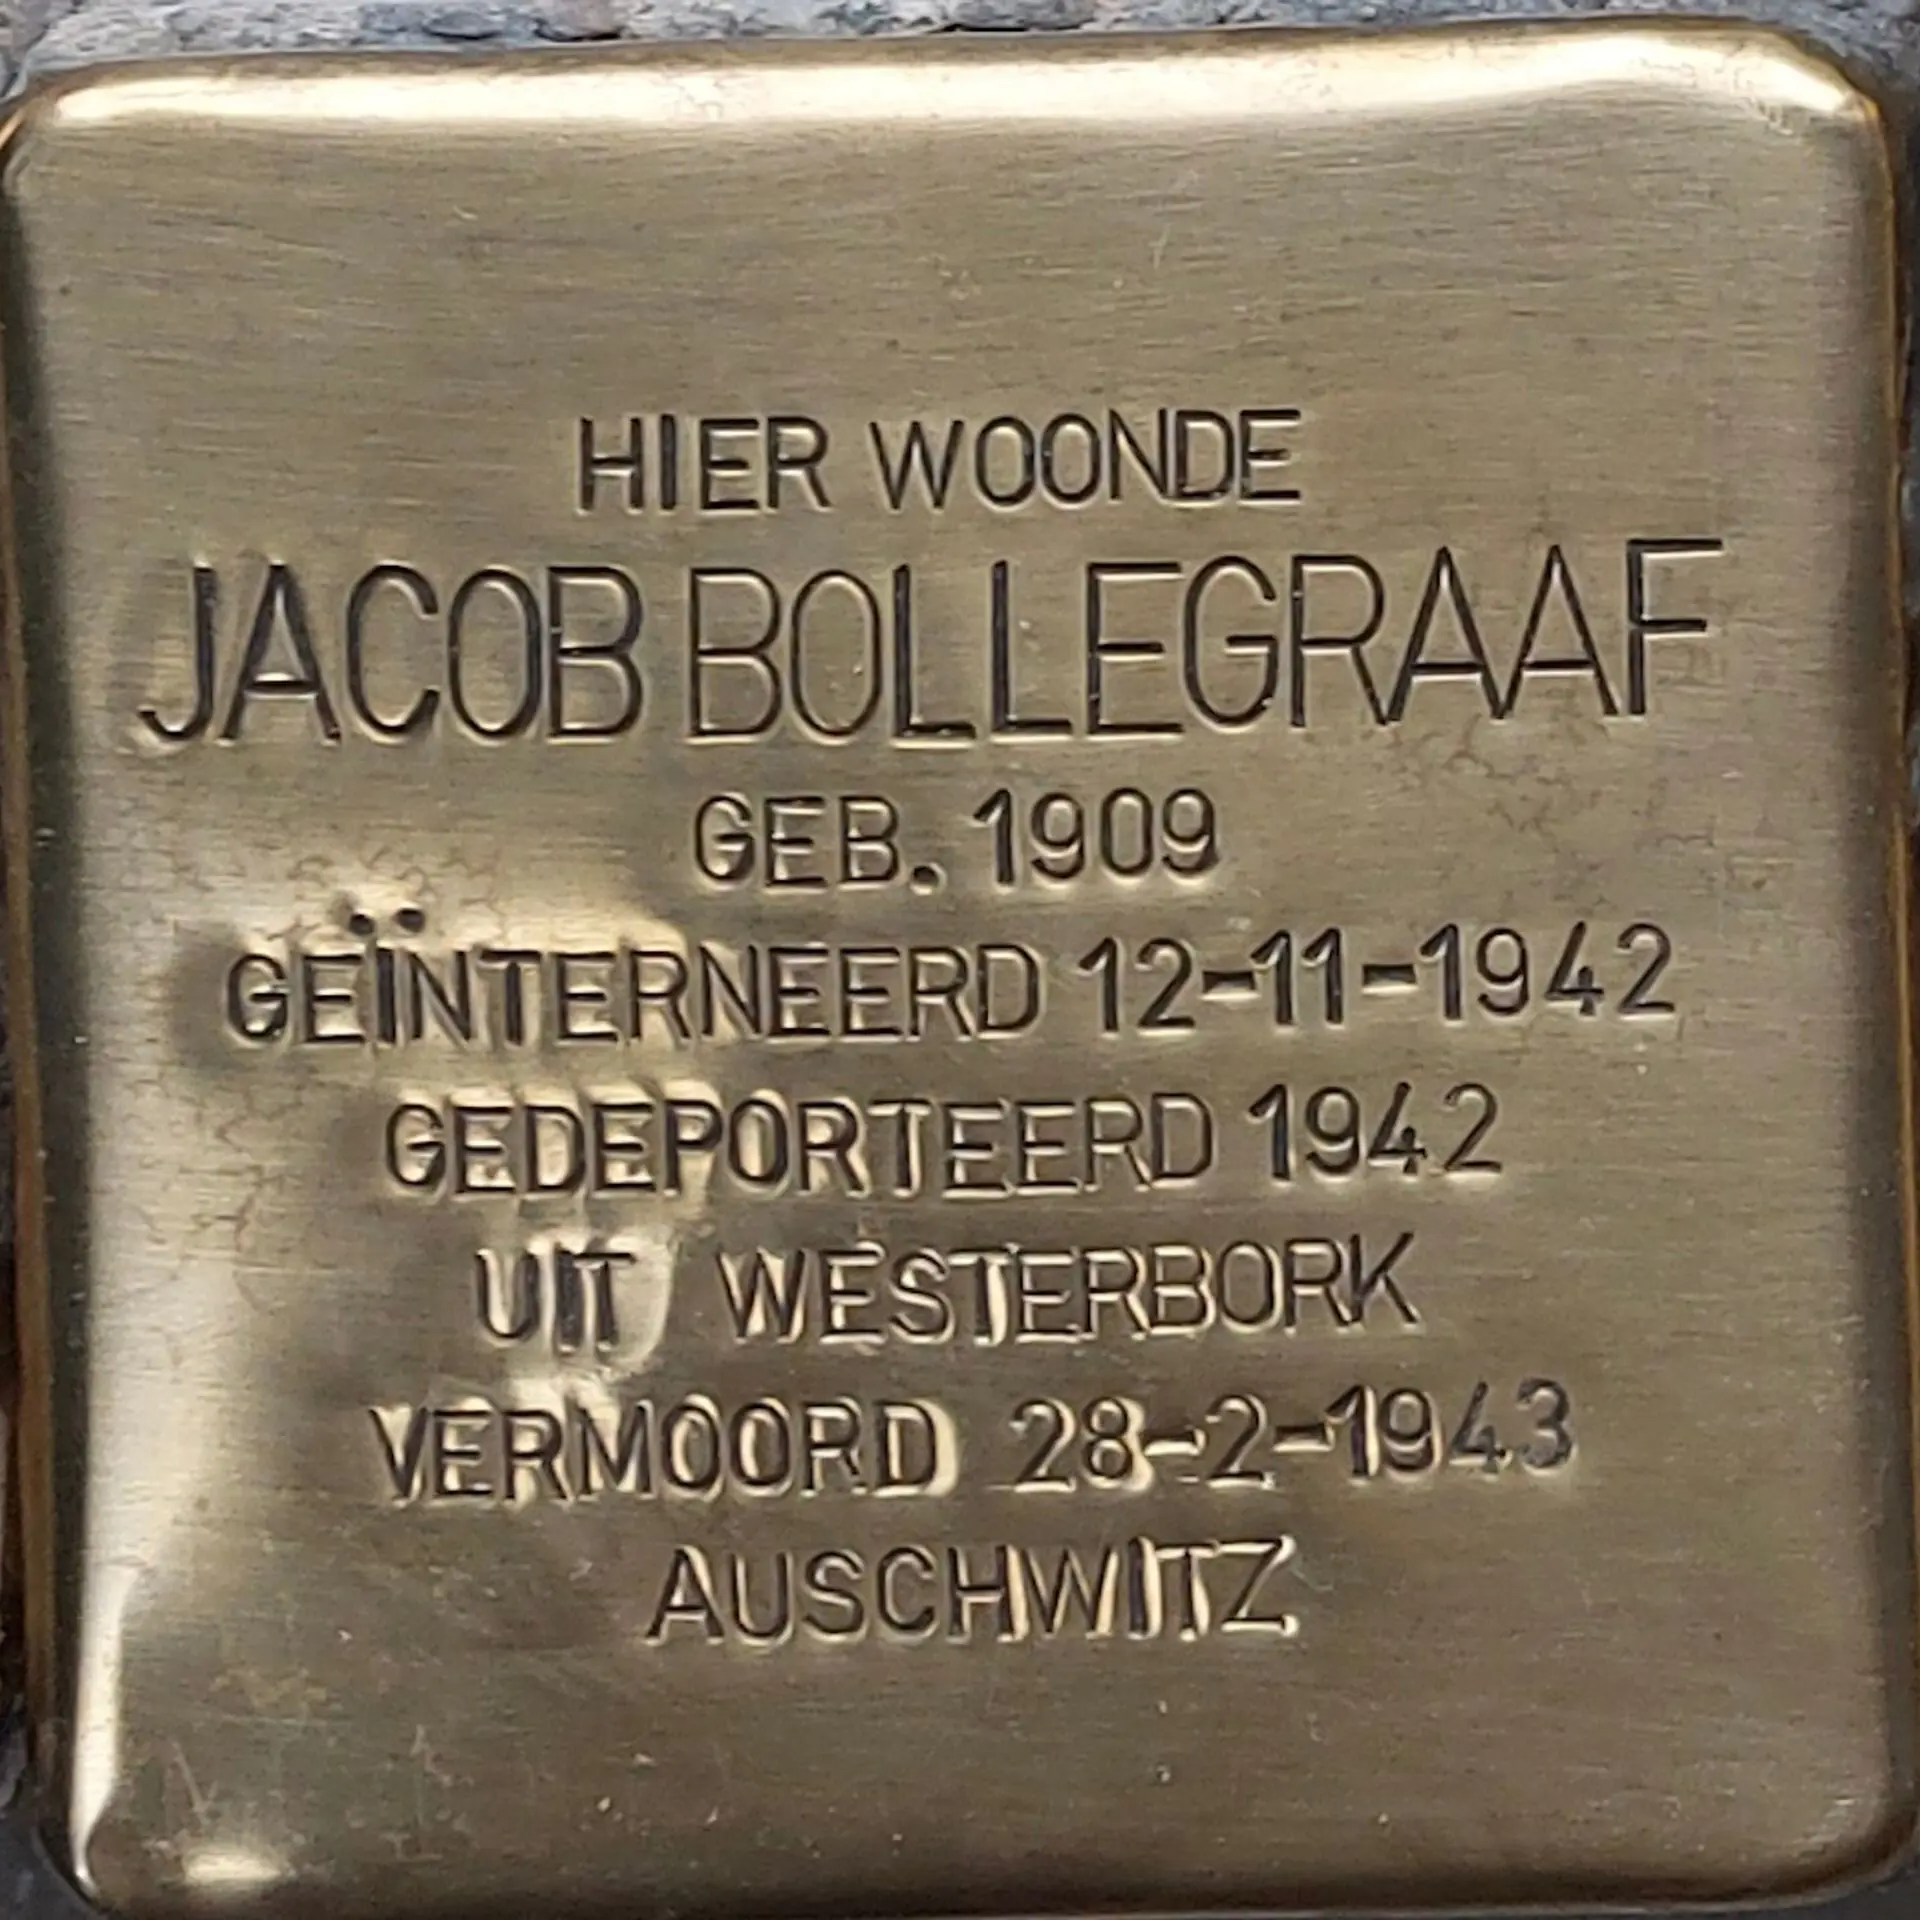 HIER WOONDE
JACOB BOLLEGRAAF
GEB. 1909
GEÏNTERNEERD 12-11-1942
GEDEPORTEERD 1942
UIT WESTERBORK
VERMOORD 28-2-1943
AUSCHWITZ